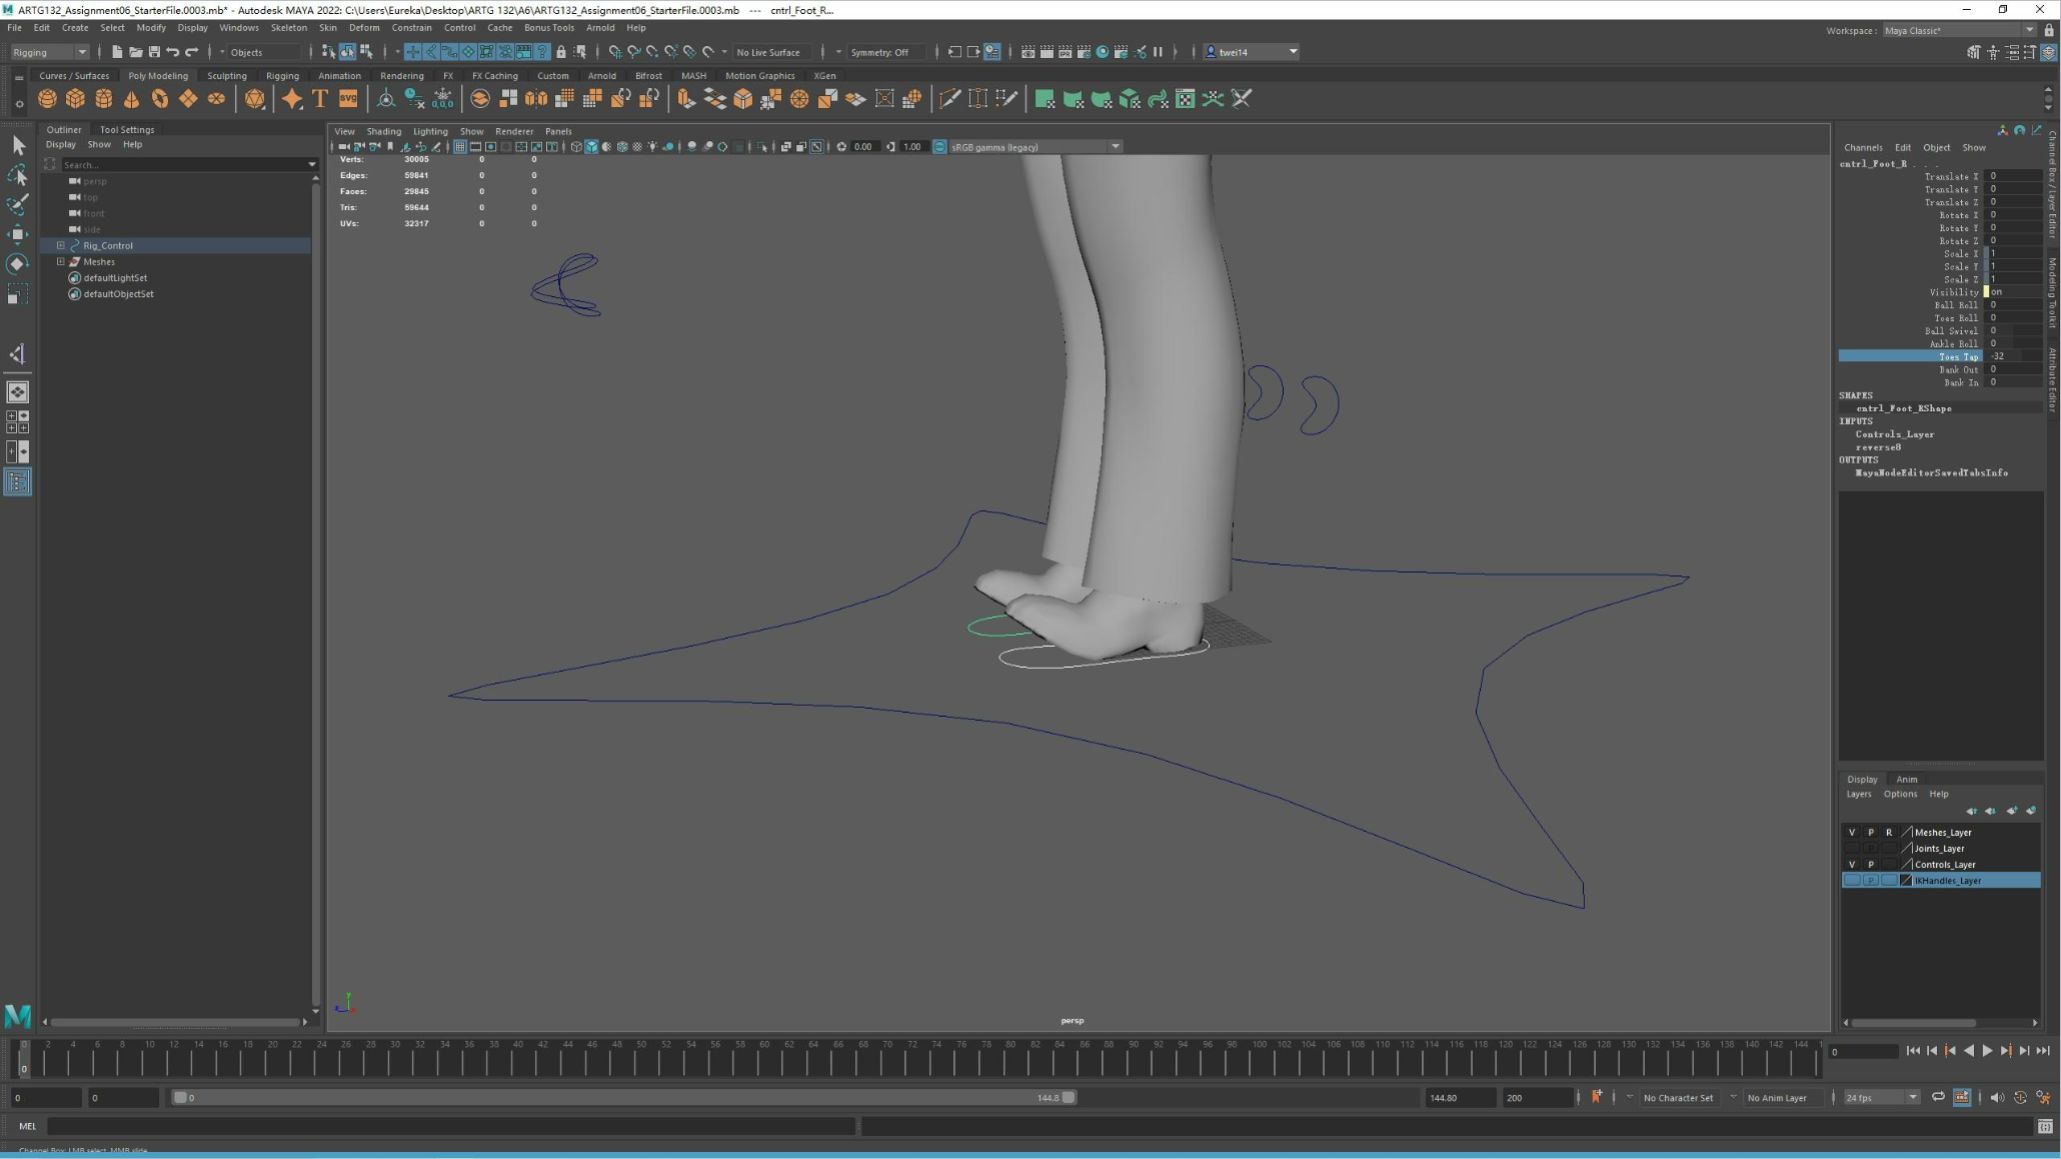 ARTG132_Assignment06_StarterFile.0003.mb* - Autodesk MAYA 2022: C:\Users\Eureka\Desktop\ARTG 132\A6\ARTG132_Assignment06_StarterFile.0003.mb --- cntrl_Foot_R...
File Edit Create Select Modify Display Windows Skeleton Skin Deform Constrain Control Cache Bonus Tools Arnold Help
Workspace: Maya Classic*
Rigging Objects No Live Surface Symmetry: Off twei14
Curves / Surfaces Poly Modeling Sculpting Rigging Animation Rendering FX FX Caching Custom Arnold Bifrost MASH Motion Graphics XGen
T svg
Outliner Tool Settings
Display Show Help
Search...
persp
top
front
side
Rig_Control
Meshes
defaultLightSet
defaultObjectSet
View Shading Lighting Show Renderer Panels
0.00 1.00 sRGB gamma (legacy)
Verts: 30005 0 0
Edges: 59841 0 0
Faces: 29845 0 0
Tris: 59644 0 0
UVs: 32317 0 0
persp
Channels Edit Object Show
cntrl_Foot_R . . .
Translate X 0
Translate Y 0
Translate Z 0
Rotate X 0
Rotate Y 0
Rotate Z 0
Scale X 1
Scale Y 1
Scale Z 1
Visibility on
Ball Roll 0
Toes Roll 0
Ball Swivel 0
Ankle Roll 0
Toes Tap -32
Bank Out 0
Bank In 0
SHAPES
cntrl_Foot_RShape
INPUTS
Controls_Layer
reverse8
OUTPUTS
MayaNodeEditorSavedTabsInfo
Channel Box / Layer Editor
Modeling Toolkit
Attribute Editor
Display Anim
Layers Options Help
V P R Meshes_Layer
P Joints_Layer
V P Controls_Layer
P IKHandles_Layer
0 2 4 6 8 10 12 14 16 18 20 22 24 26 28 30 32 34 36 38 40 42 44 46 48 50 52 54 56 58 60 62 64 66 68 70 72 74 76 78 80 82 84 86 88 90 92 94 96 98 100 102 104 106 108 110 112 114 116 118 120 122 124 126 128 130 132 134 136 138 140 142 144
0 0
0 0 0 144.8 144.80 200 No Character Set No Anim Layer 24 fps
MEL
Channel Box: LMB select, MMB slide